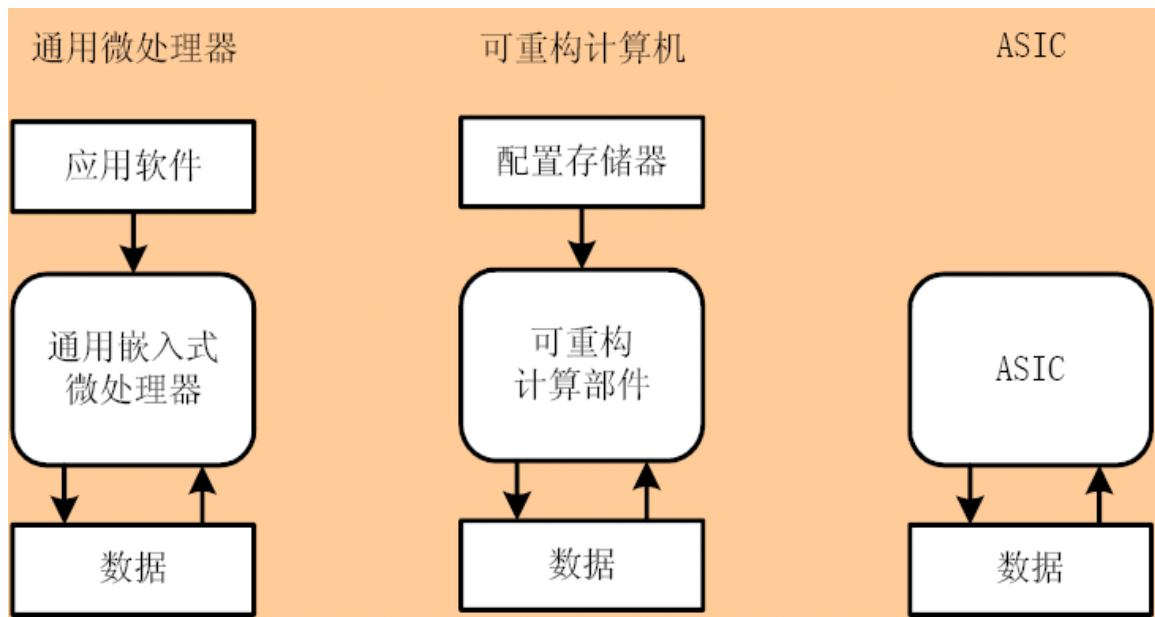 通用微处理器
可重构计算机
ASIC
应用软件
配置存储器
通用嵌入式
微处理器
可重构
计算部件
ASIC
数据
数据
数据